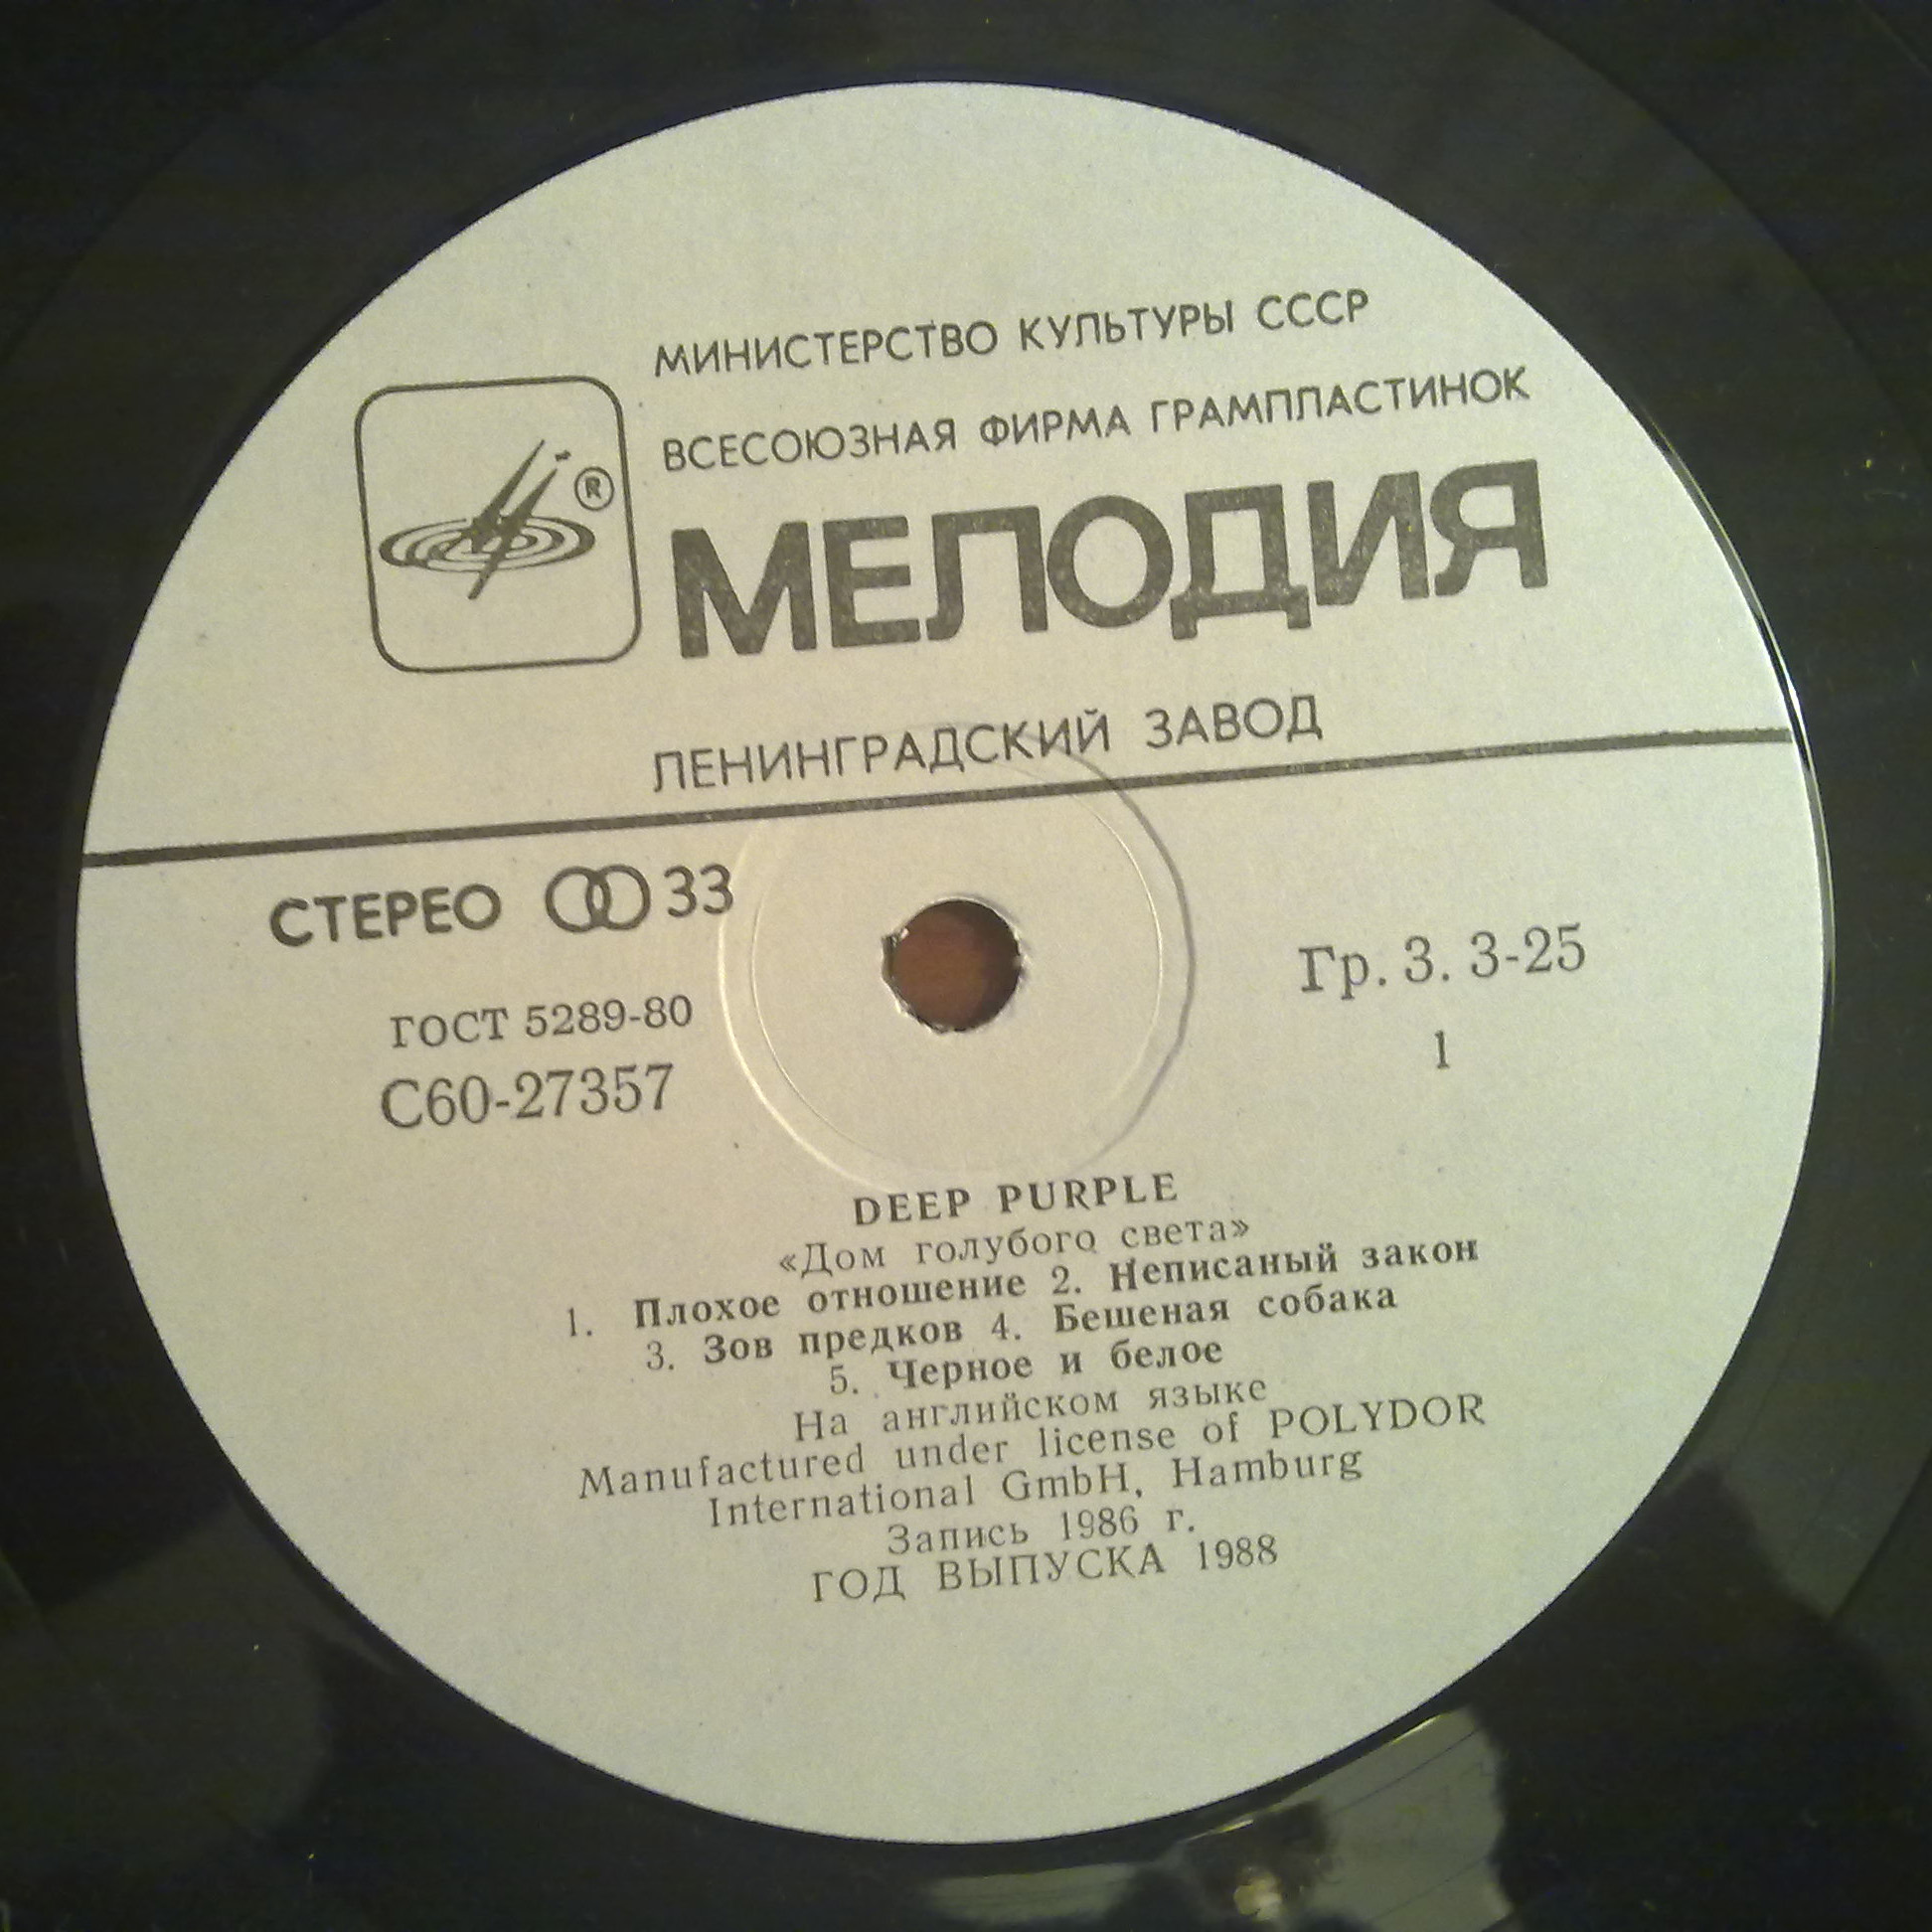 МИНИСТЕРСТВО КУЛЬТУРЫ СССР
ВСЕСОЮЗНАЯ ФИРМА ГРАМПЛАСТИНОК
®
МЕЛОДИЯ
ЛЕНИНГРАДСКИЙ ЗАВОД
СТЕРЕО 33
Гр. 3. 3-25
ГОСТ 5289-80
1
С60-27357
DEEP PURPLE
«Дом голубого света»
1. Плохое отношение 2. Неписаный закон
3. Зов предков 4. Бешеная собака
5. Черное и белое
На английском языке
Manufactured under license of POLYDOR
International GmbH, Hamburg
Запись 1986 г.
ГОД ВЫПУСКА 1988